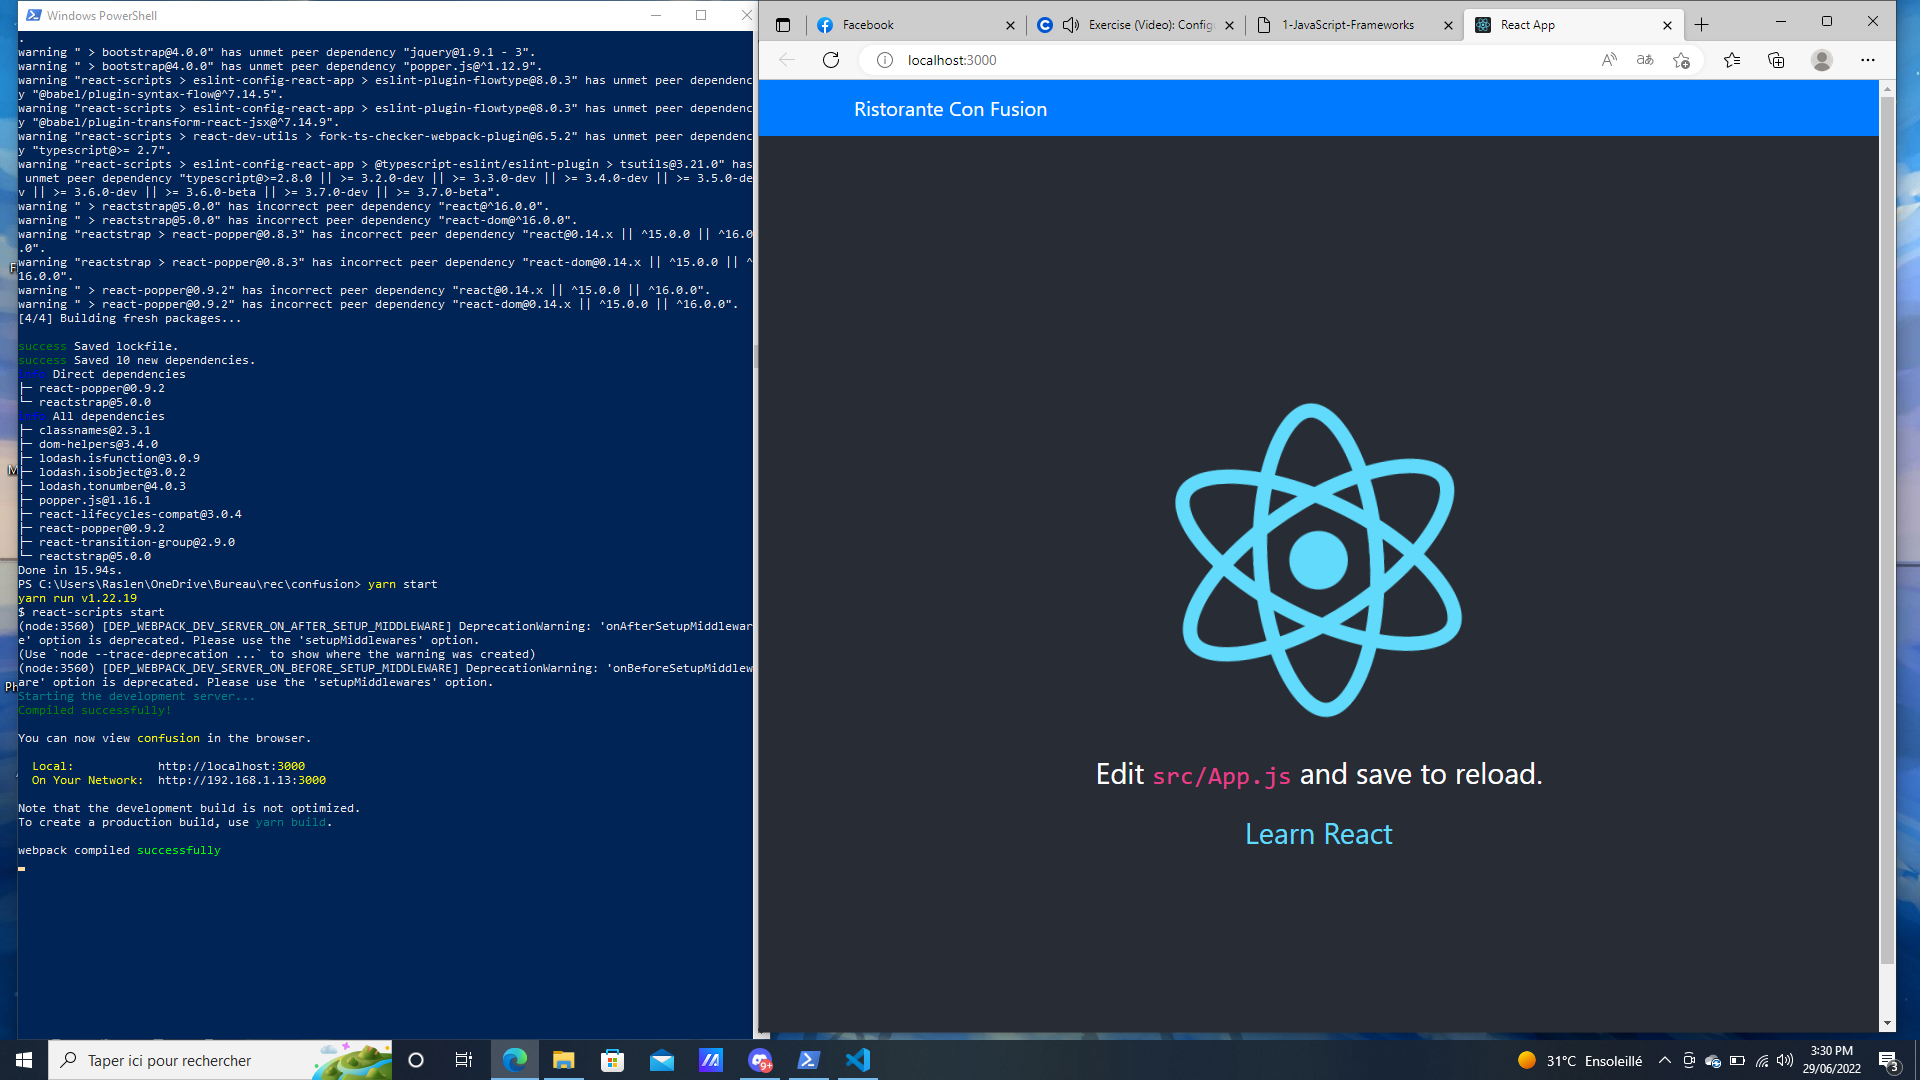 Windows PowerShell
.
warning " > bootstrap@4.0.0" has unmet peer dependency "jquery@1.9.1 - 3".
warning " > bootstrap@4.0.0" has unmet peer dependency "popper.js@^1.12.9".
warning "react-scripts > eslint-config-react-app > eslint-plugin-flowtype@8.0.3" has unmet peer dependenc
y "@babel/plugin-syntax-flow@^7.14.5".
warning "react-scripts > eslint-config-react-app > eslint-plugin-flowtype@8.0.3" has unmet peer dependenc
y "@babel/plugin-transform-react-jsx@^7.14.9".
warning "react-scripts > react-dev-utils > fork-ts-checker-webpack-plugin@6.5.2" has unmet peer dependenc
y "typescript@>= 2.7".
warning "react-scripts > eslint-config-react-app > @typescript-eslint/eslint-plugin > tsutils@3.21.0" has
unmet peer dependency "typescript@>=2.8.0 || >= 3.2.0-dev || >= 3.3.0-dev || >= 3.4.0-dev || >= 3.5.0-de
v || >= 3.6.0-dev || >= 3.6.0-beta || >= 3.7.0-dev || >= 3.7.0-beta".
warning " > reactstrap@5.0.0" has incorrect peer dependency "react@^16.0.0".
warning " > reactstrap@5.0.0" has incorrect peer dependency "react-dom@^16.0.0".
warning "reactstrap > react-popper@0.8.3" has incorrect peer dependency "react@0.14.x || ^15.0.0 || ^16.0
.0".
warning "reactstrap > react-popper@0.8.3" has incorrect peer dependency "react-dom@0.14.x || ^15.0.0 || ^
16.0.0".
warning " > react-popper@0.9.2" has incorrect peer dependency "react@0.14.x || ^15.0.0 || ^16.0.0".
warning " > react-popper@0.9.2" has incorrect peer dependency "react-dom@0.14.x || ^15.0.0 || ^16.0.0".
[4/4] Building fresh packages...
success Saved lockfile.
success Saved 10 new dependencies.
info Direct dependencies
├─ react-popper@0.9.2
└─ reactstrap@5.0.0
info All dependencies
├─ classnames@2.3.1
├─ dom-helpers@3.4.0
├─ lodash.isfunction@3.0.9
├─ lodash.isobject@3.0.2
├─ lodash.tonumber@4.0.3
├─ popper.js@1.16.1
├─ react-lifecycles-compat@3.0.4
├─ react-popper@0.9.2
├─ react-transition-group@2.9.0
└─ reactstrap@5.0.0
Done in 15.94s.
PS C:\Users\Raslen\OneDrive\Bureau\rec\confusion> yarn start
yarn run v1.22.19
$ react-scripts start
(node:3560) [DEP_WEBPACK_DEV_SERVER_ON_AFTER_SETUP_MIDDLEWARE] DeprecationWarning: 'onAfterSetupMiddlewar
e' option is deprecated. Please use the 'setupMiddlewares' option.
(Use `node --trace-deprecation ...` to show where the warning was created)
(node:3560) [DEP_WEBPACK_DEV_SERVER_ON_BEFORE_SETUP_MIDDLEWARE] DeprecationWarning: 'onBeforeSetupMiddlew
are' option is deprecated. Please use the 'setupMiddlewares' option.
Starting the development server...
Compiled successfully!
You can now view confusion in the browser.
Local: http://localhost:3000
On Your Network: http://192.168.1.13:3000
Note that the development build is not optimized.
To create a production build, use yarn build.
webpack compiled successfully
Facebook
Exercise (Video): Config
1-JavaScript-Frameworks
React App
localhost:3000
Ristorante Con Fusion
Edit src/App.js and save to reload.
Learn React
Taper ici pour rechercher
9+
31°C Ensoleillé
3:30 PM
29/06/2022
3